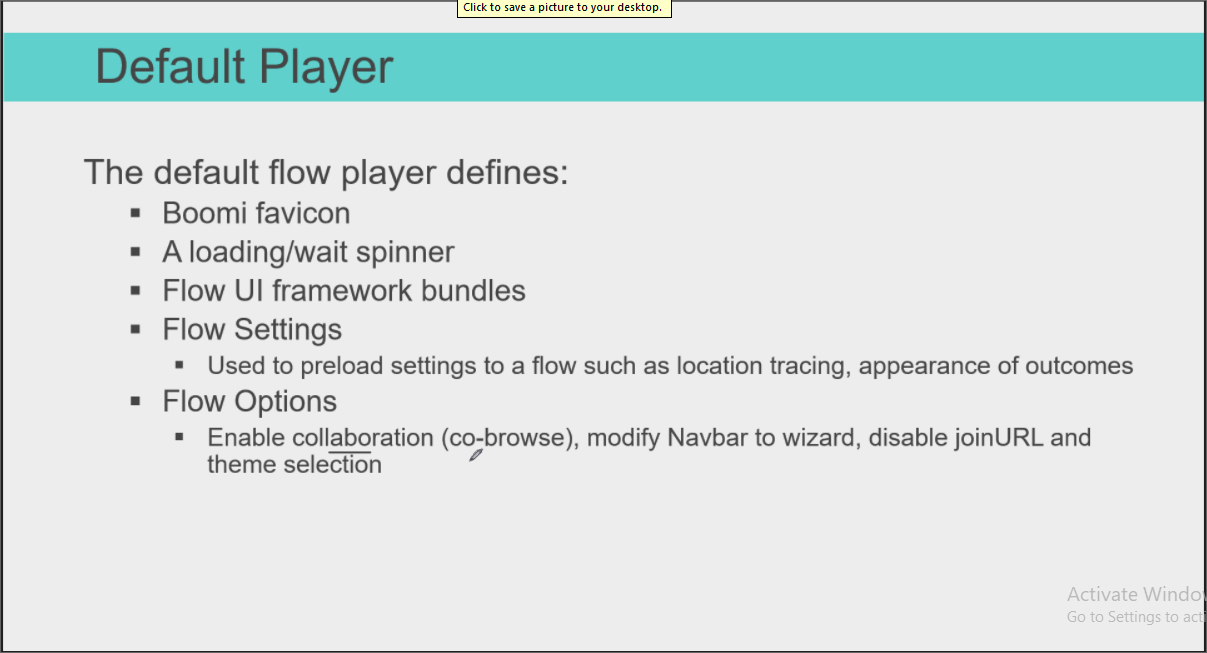 Click to save a picture to your desktop.
Default Player
The default flow player defines:
▪ Boomi favicon
▪ A loading/wait spinner
▪ Flow UI framework bundles
▪ Flow Settings
▪ Used to preload settings to a flow such as location tracing, appearance of outcomes
▪ Flow Options
▪ Enable collaboration (co-browse), modify Navbar to wizard, disable joinURL and
theme selection
Activate Windo
Go to Settings to acti